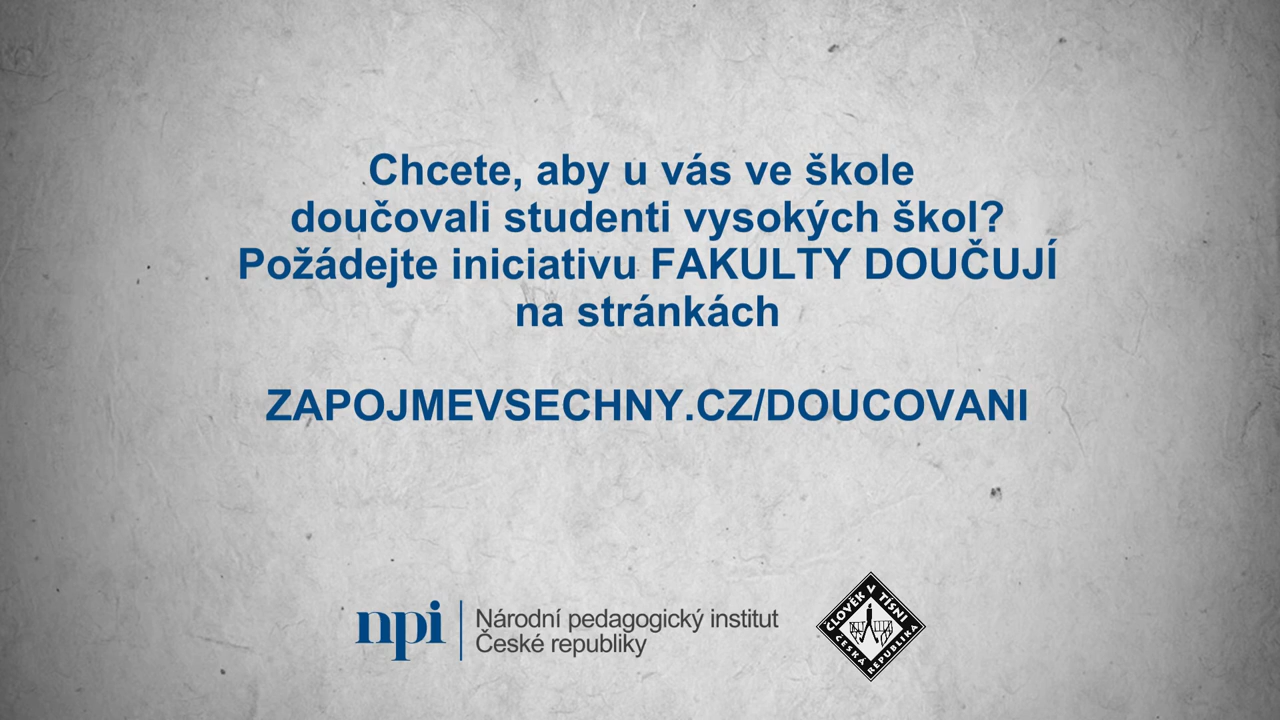 Chcete, aby u vás ve škole
doučovali studenti vysokých škol?
Požádejte iniciativu FAKULTY DOUČUJÍ
na stránkách
ZAPOJMEVSECHNY.CZ/DOUCOVANI
npi
Národní pedagogický institut
České republiky
ČLOVĚK V TÍSNI
ČESKÁ REPUBLIKA